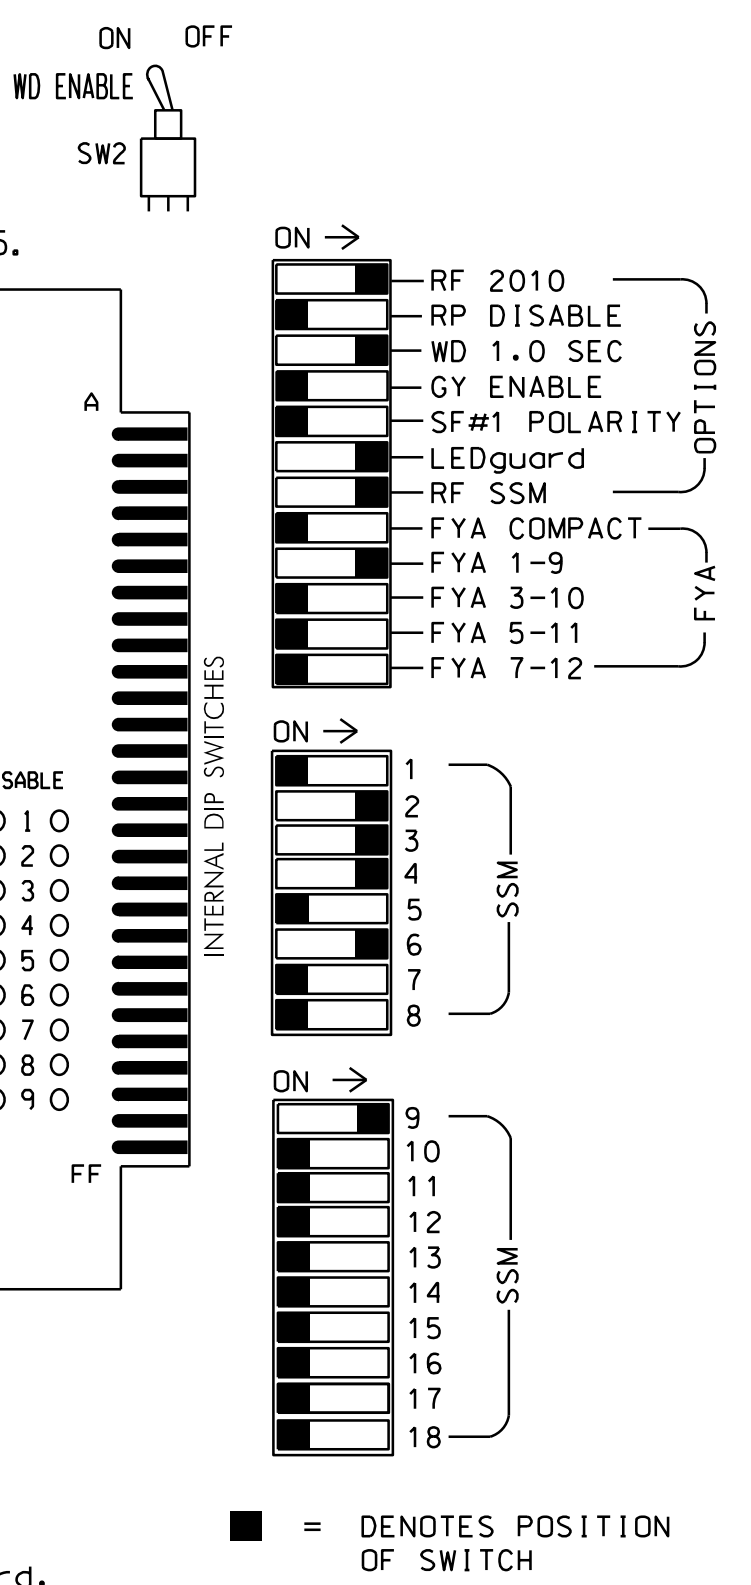 ON OFF
WD ENABLE
SW2
5.
ON →
RF 2010
RP DISABLE
WD 1.0 SEC
GY ENABLE
SF#1 POLARITY
LEDguard
RF SSM
OPTIONS
FYA COMPACT
FYA 1-9
FYA 3-10
FYA 5-11
FYA 7-12
FYA
A
FF
INTERNAL DIP SWITCHES
SABLE
1
2
3
4
5
6
7
8
9
ON →
1
2
3
4
5
6
7
8
SSM
ON →
9
10
11
12
13
14
15
16
17
18
SSM
= DENOTES POSITION
OF SWITCH
rd.